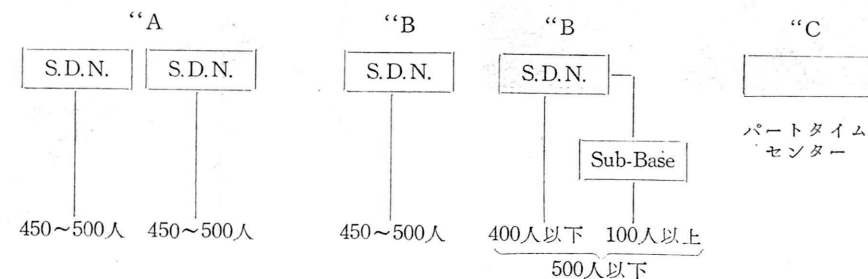 “A “B “B “C
S.D.N. S.D.N. S.D.N. S.D.N.
パートタイム
センター
Sub-Base
450~500人 450~500人 450~500人 400人以下 100人以上
500人以下